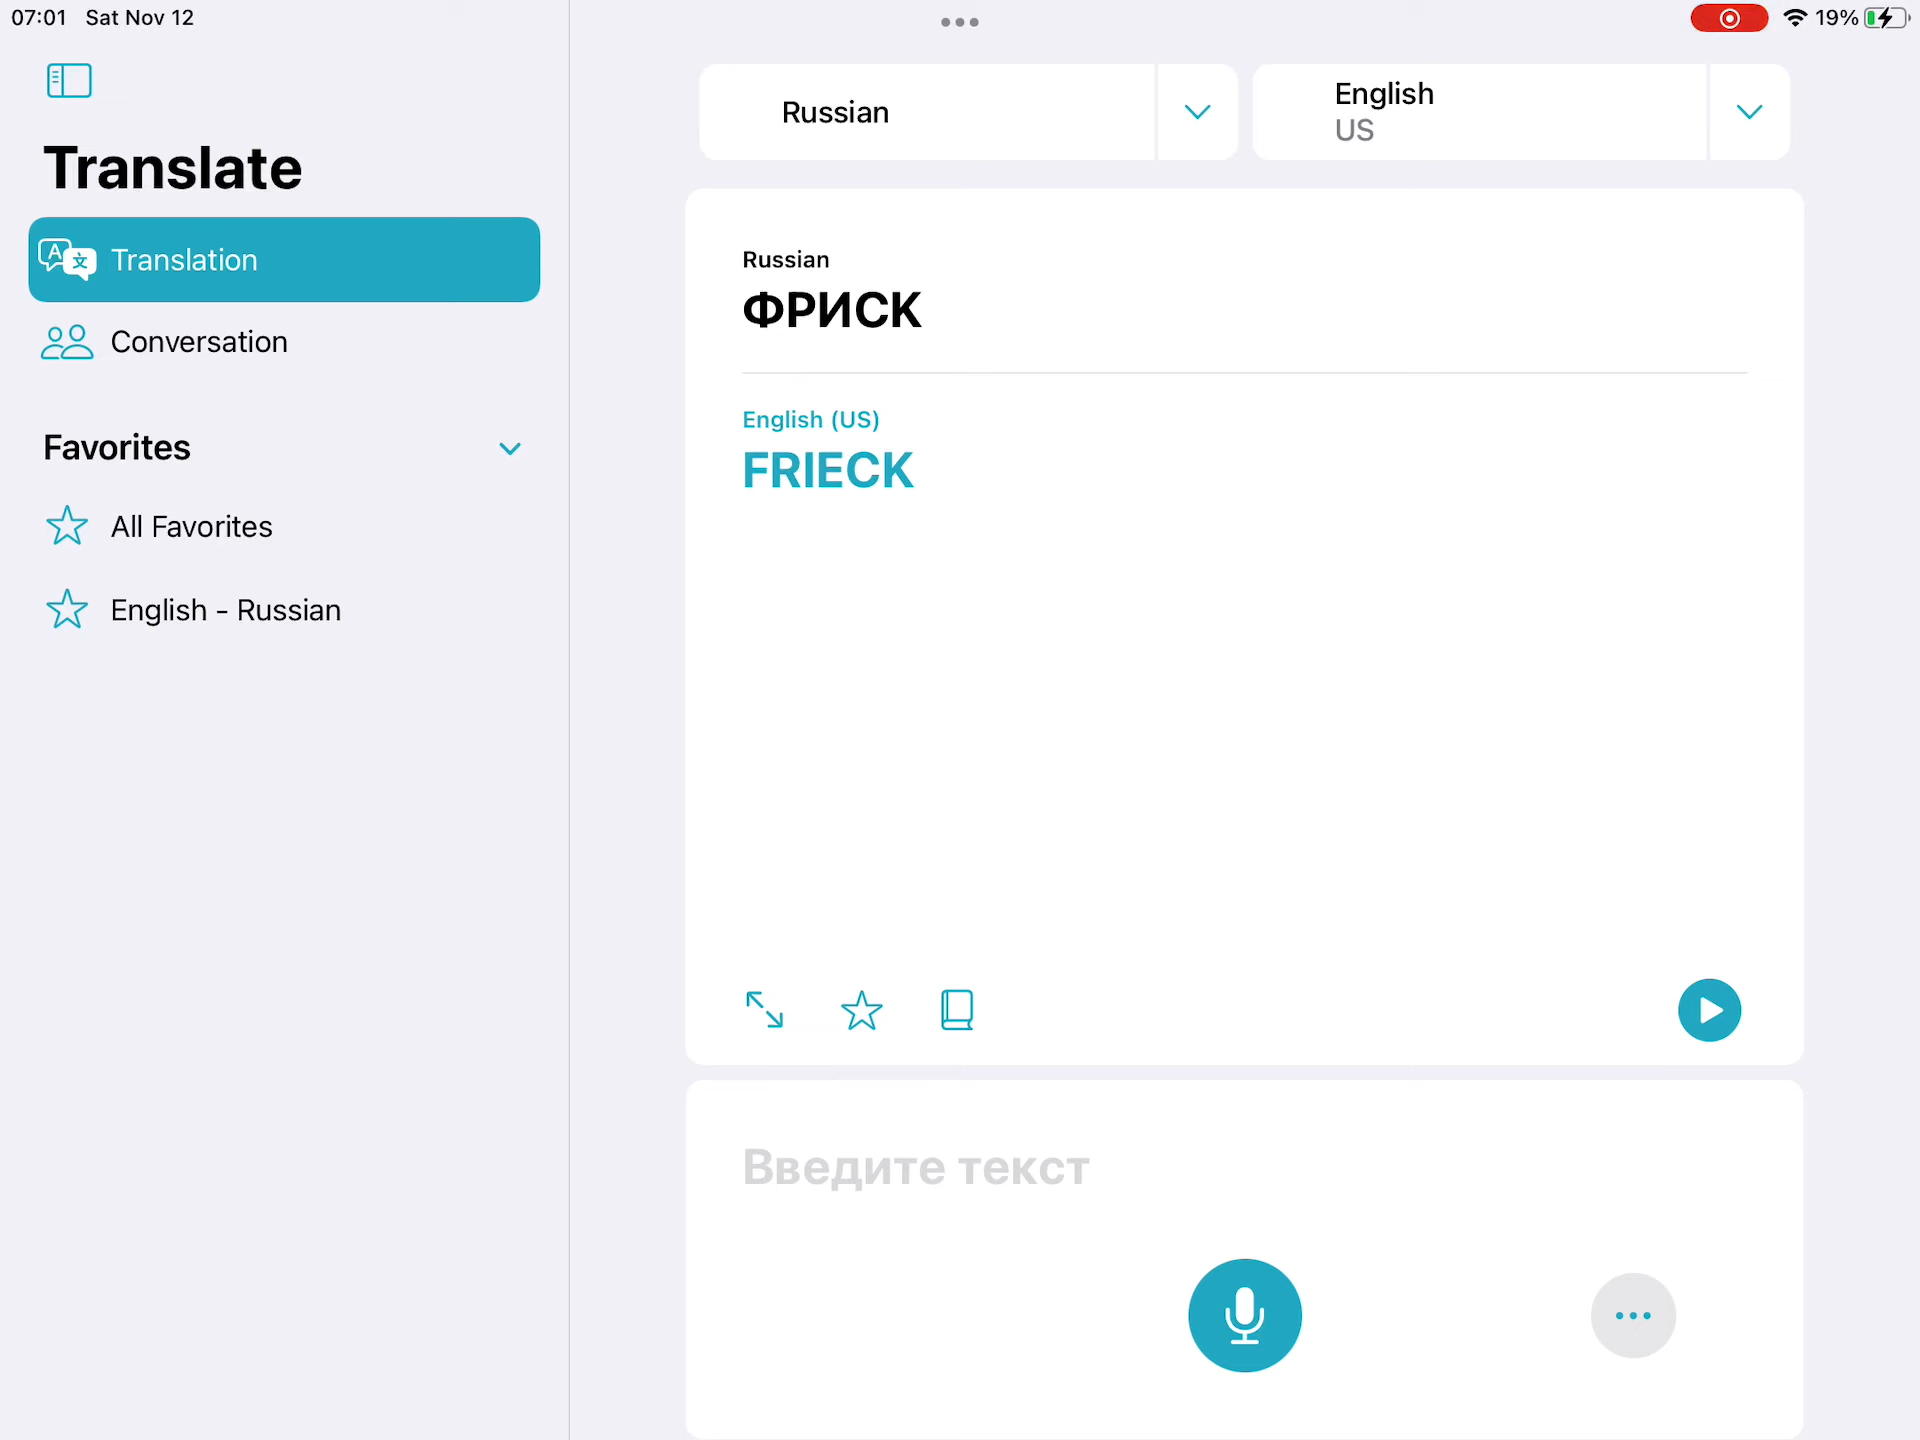 07:01 Sat Nov 12
19%
Translate
Translation
Conversation
Favorites
All Favorites
English - Russian
Russian
English
US
Russian
ФРИСК
English (US)
FRIECK
Введите текст